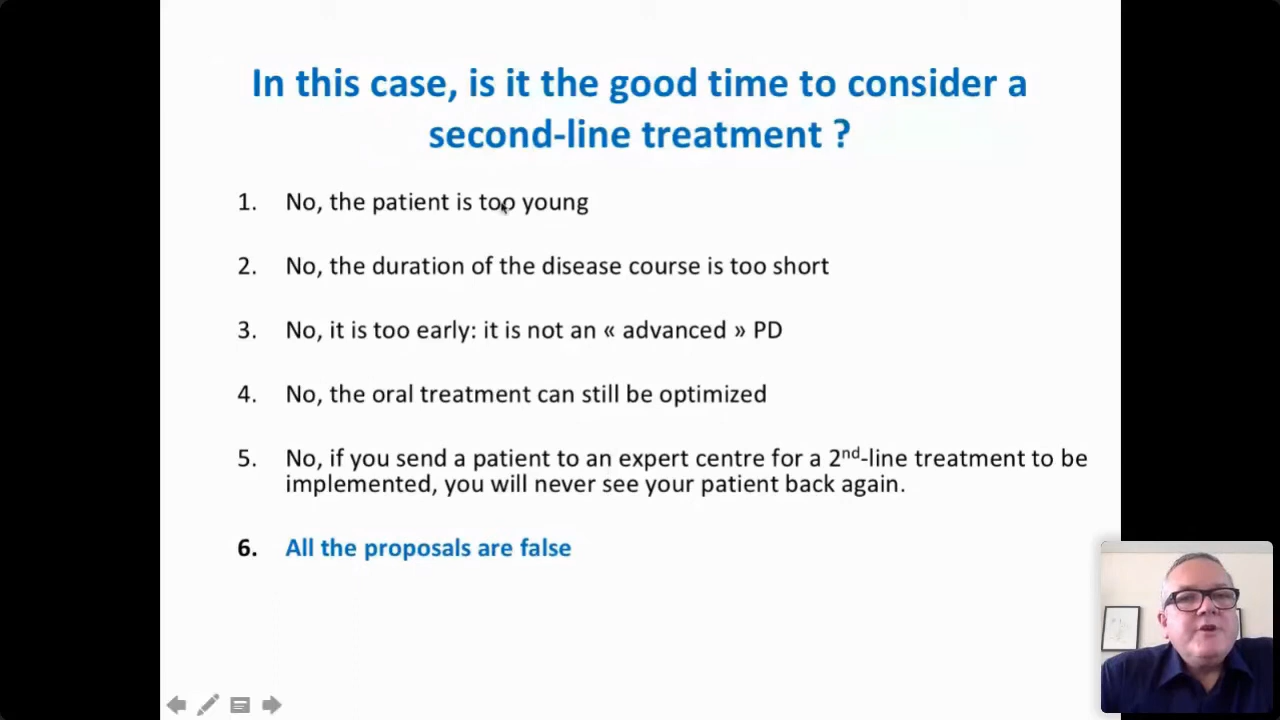 In this case, is it the good time to consider a
second-line treatment ?
1. No, the patient is too young
2. No, the duration of the disease course is too short
3. No, it is too early: it is not an « advanced » PD
4. No, the oral treatment can still be optimized
5. No, if you send a patient to an expert centre for a 2nd-line treatment to be
implemented, you will never see your patient back again.
6. All the proposals are false